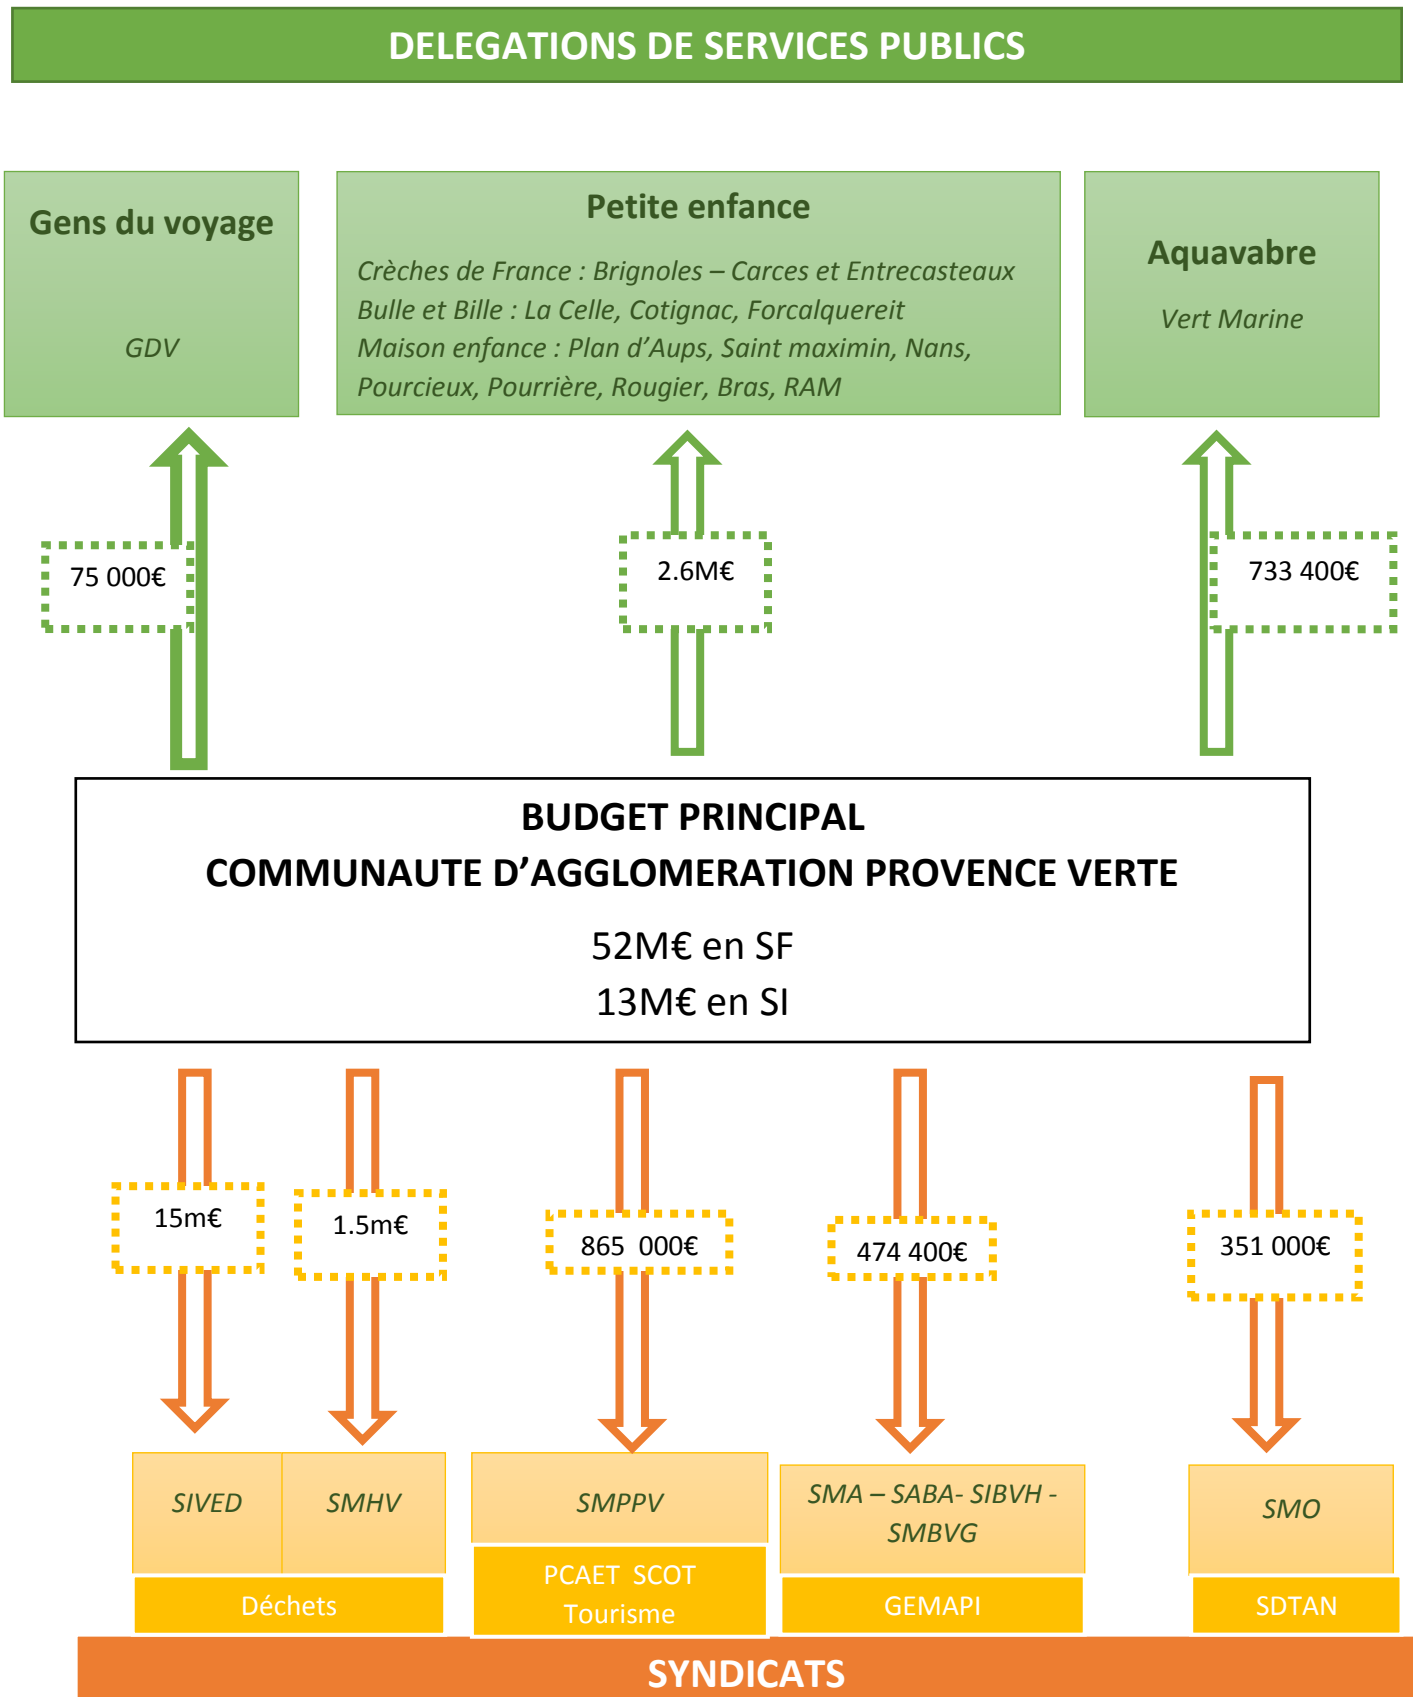 DELEGATIONS DE SERVICES PUBLICS
Gens du voyage
GDV
Petite enfance
Crèches de France : Brignoles – Carces et Entrecasteaux
Bulle et Bille : La Celle, Cotignac, Forcalquereit
Maison enfance : Plan d’Aups, Saint maximin, Nans,
Pourcieux, Pourrière, Rougier, Bras, RAM
Aquavabre
Vert Marine
75 000€
2.6M€
733 400€
BUDGET PRINCIPAL
COMMUNAUTE D’AGGLOMERATION PROVENCE VERTE
52M€ en SF
13M€ en SI
15m€
1.5m€
865  000€
474 400€
351 000€
SIVED
SMHV
Déchets
SMPPV
PCAET  SCOT
Tourisme
SMA – SABA- SIBVH -
SMBVG
GEMAPI
SMO
SDTAN
SYNDICATS